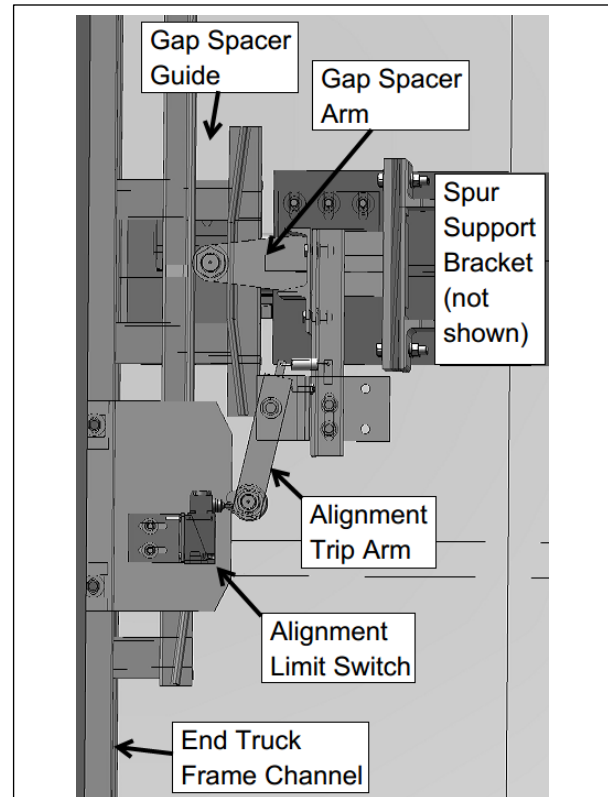 Gap Spacer
Guide
Gap Spacer
Arm
Spur
Support
Bracket
(not
shown)
Alignment
Trip Arm
Alignment
Limit Switch
End Truck
Frame Channel